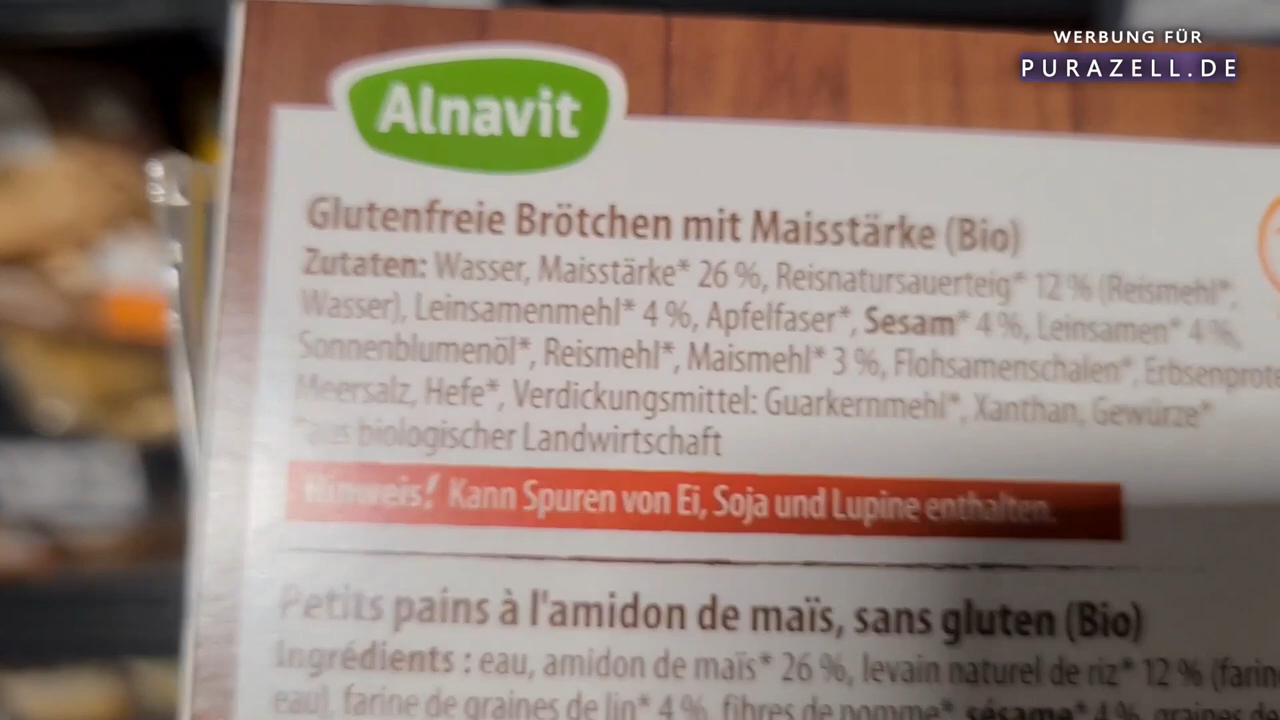 WERBUNG FÜR
PURAZELL.DE
Alnavit
Glutenfreie Brötchen mit Maisstärke (Bio)
Zutaten: Wasser, Maisstärke* 26 %, Reisnatursauerteig* 12 % (Reismehl*,
Wasser), Leinsamenmehl* 4 %, Apfelfaser*, Sesam* 4 %, Leinsamen* 4 %,
Sonnenblumenöl*, Reismehl*, Maismehl* 3 %, Flohsamenschalen*, Erbsenprote
Meersalz, Hefe*, Verdickungsmittel: Guarkernmehl*, Xanthan, Gewürze*
*aus biologischer Landwirtschaft
Hinweis! Kann Spuren von Ei, Soja und Lupine enthalten.
Petits pains à l'amidon de maïs, sans gluten (Bio)
Ingrédients : eau, amidon de maïs* 26 %, levain naturel de riz* 12 % (farin
eau), farine de graines de lin* 4 %, fibres de pomme*, sésame* 4 %, graines de